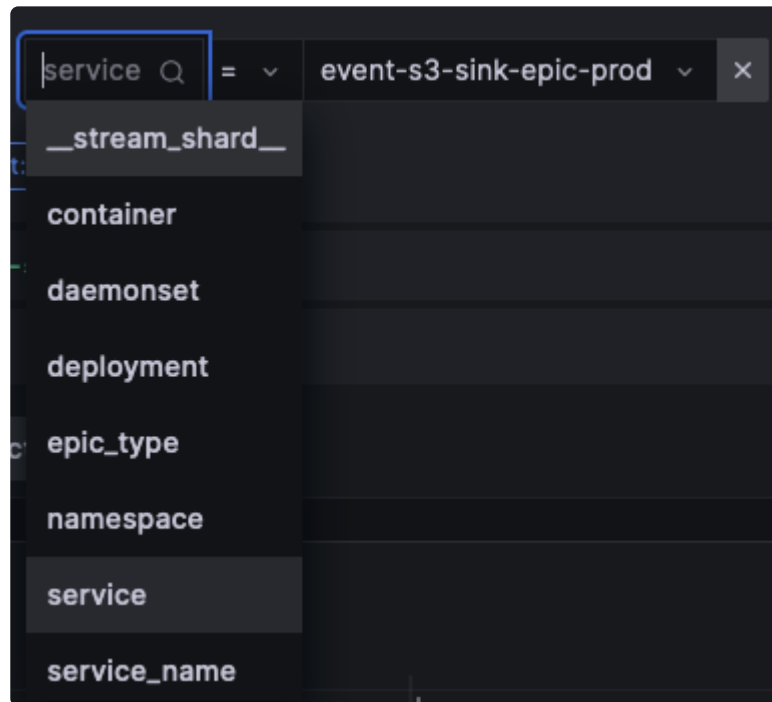 service = event-s3-sink-epic-prod ×
__stream_shard__
container
daemonset
deployment
epic_type
namespace
service
service_name